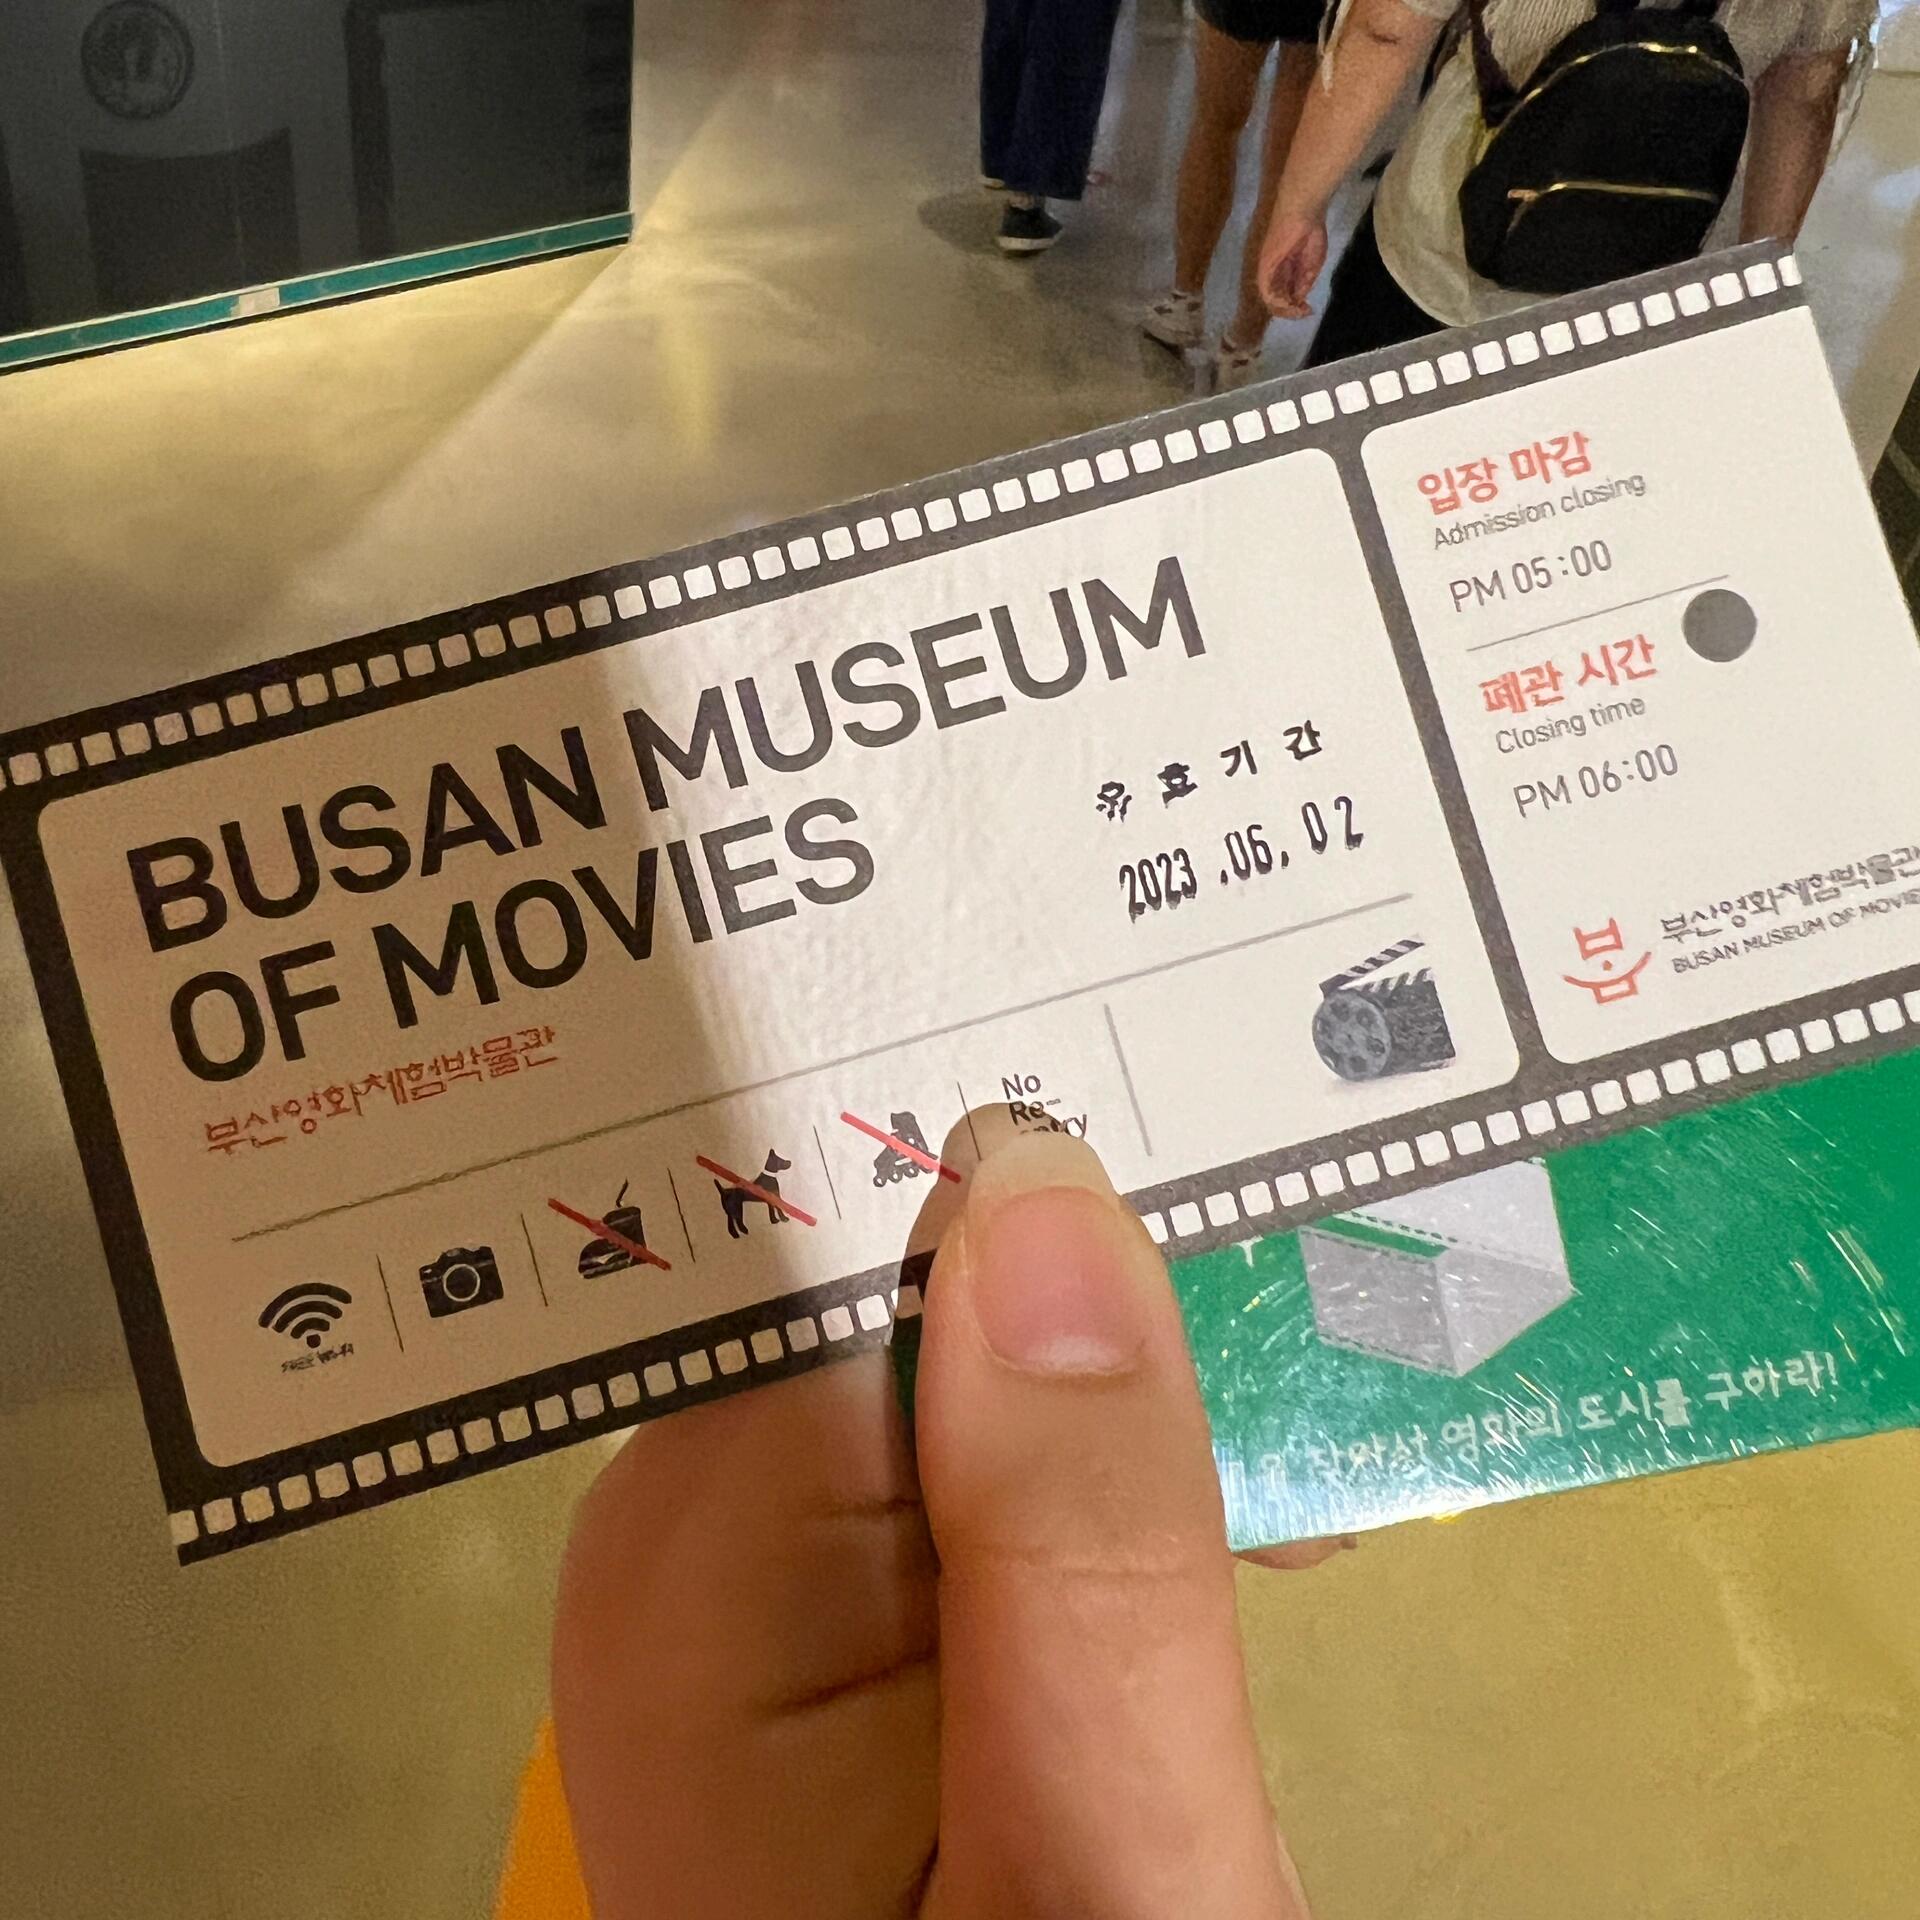 BUSAN MUSEUM
OF MOVIES
부산영화체험박물관
유효기간
2023.06.02
FREE Wi-Fi
No
Re-
입장 마감
Admission closing
PM 05:00
폐관 시간
Closing time
PM 06:00
부산영화체험박물관
BUSAN MUSEUM OF MOVIE
영화의 도시를 구하라!